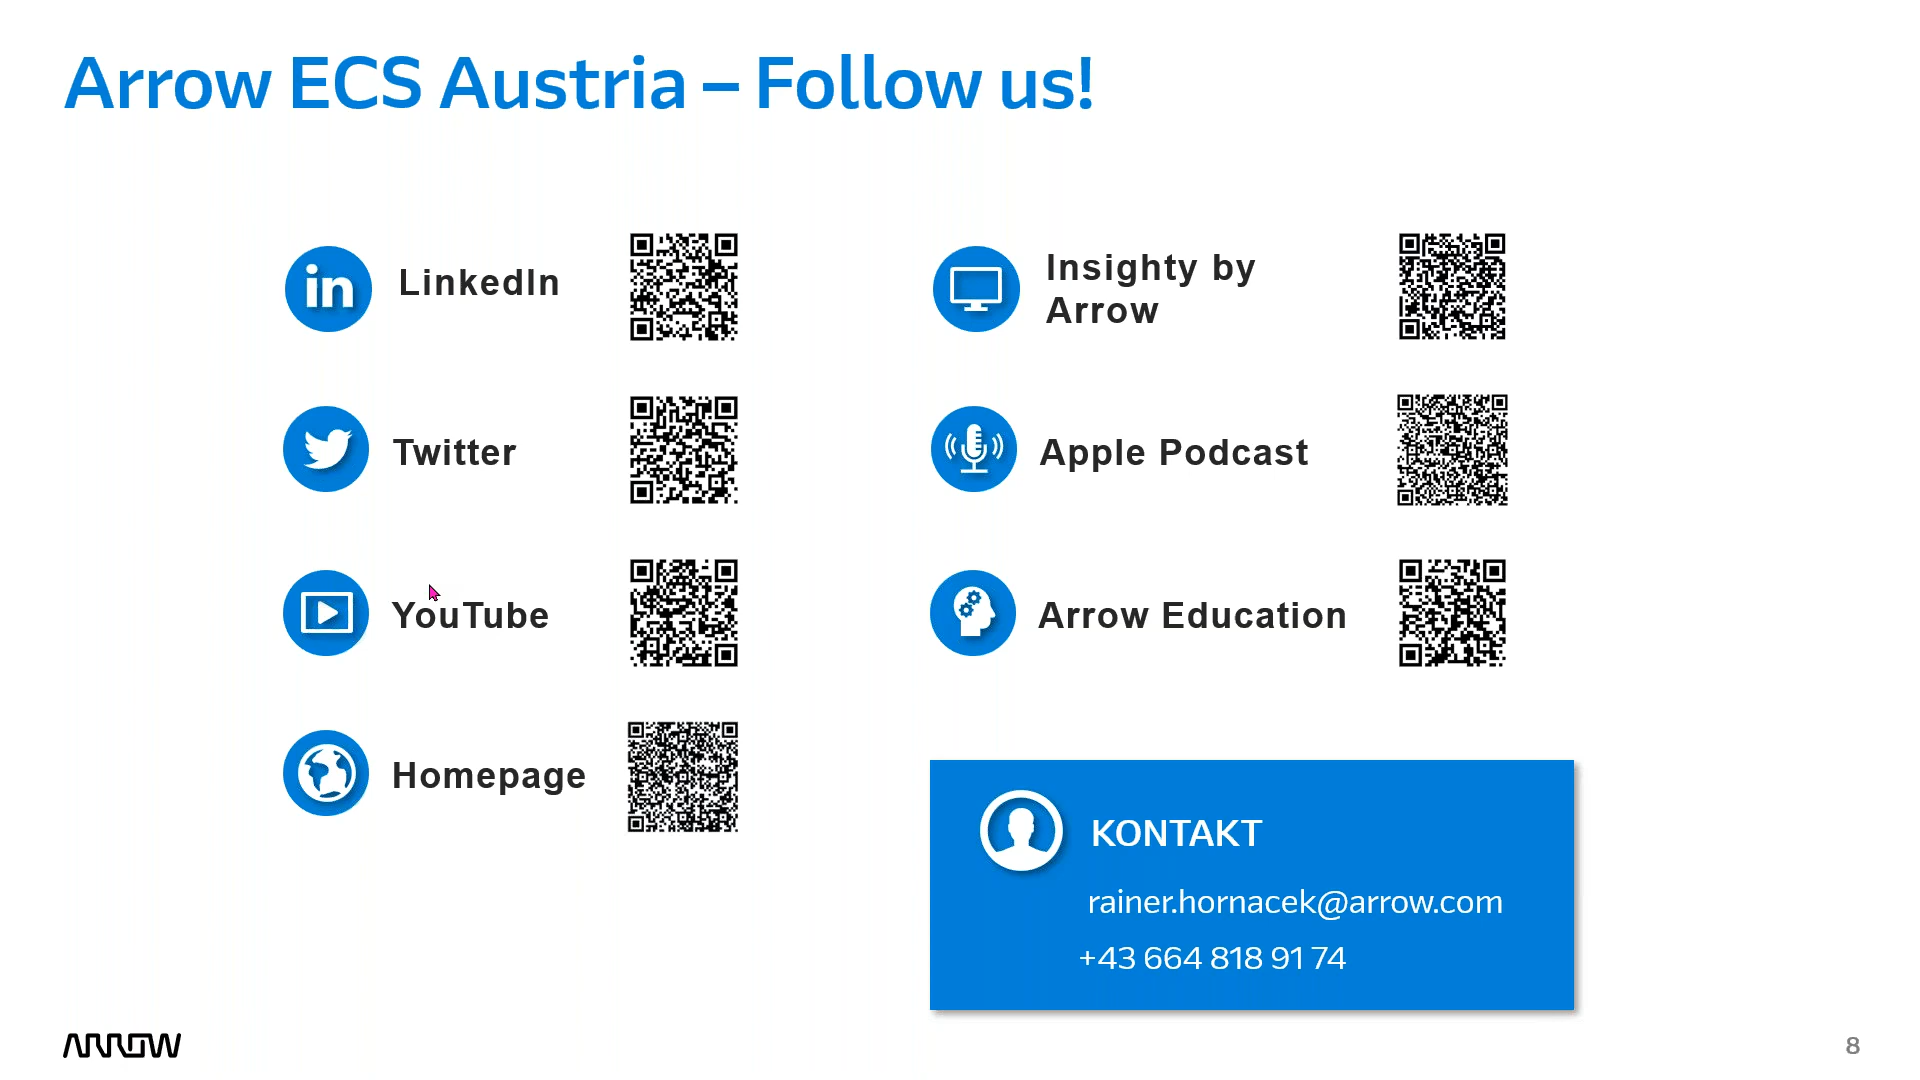 Arrow ECS Austria – Follow us!
in LinkedIn
Twitter
YouTube
Homepage
Insighty by
Arrow
Apple Podcast
Arrow Education
KONTAKT
rainer.hornacek@arrow.com
+43 664 818 91 74
ARROW
8